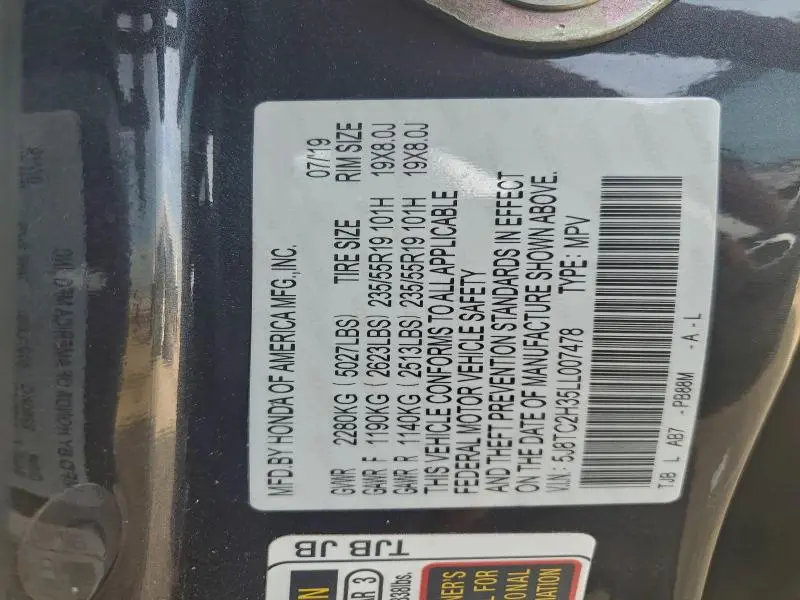 MFD.BY HONDA OF AMERICA MFG.,INC. 07/19
GVWR 2280KG ( 5027LBS) TIRE SIZE RIM SIZE
GAWR F 1190KG ( 2623LBS) 235/55R19 101H 19X8.0J
GAWR R 1140KG ( 2513LBS) 235/55R19 101H 19X8.0J
THIS VEHICLE CONFORMS TO ALL APPLICABLE
FEDERAL MOTOR VEHICLE SAFETY
AND THEFT PREVENTION STANDARDS IN EFFECT
ON THE DATE OF MANUFACTURE SHOWN ABOVE.
V.I.N : 5J8TC2H35LL007478 TYPE: MPV
TJB L AB7 -PB88M -A -L
TJB JB